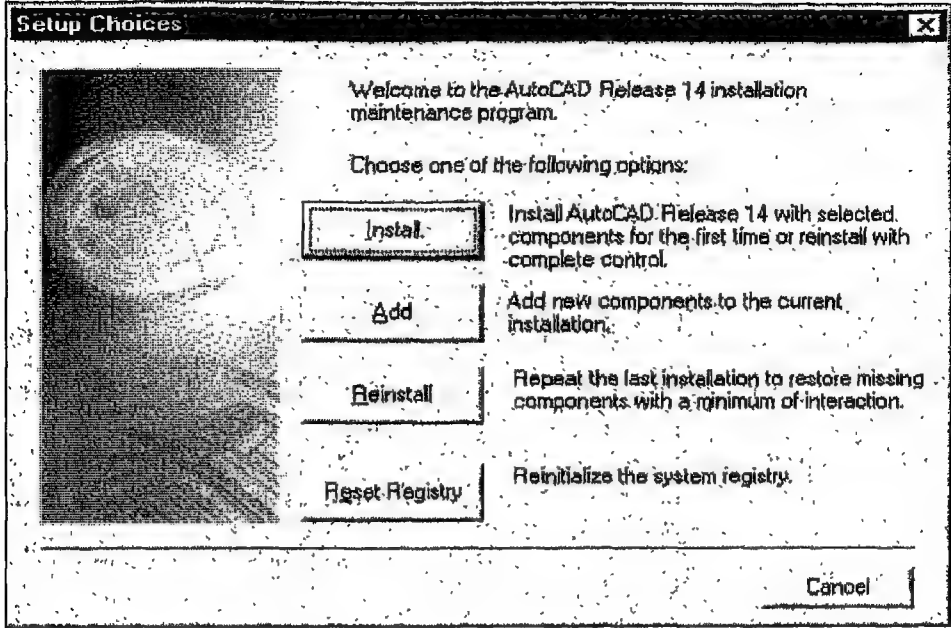 Setup Choices
Welcome to the AutoCAD Release 14 installation
maintenance program.
Choose one of the following options:
Install
Install AutoCAD Release 14 with selected
components for the first time or reinstall with
complete control.
Add
Add new components to the current
installation.
Reinstall
Repeat the last installation to restore missing
components with a minimum of interaction.
Reset Registry
Reinitialize the system registry.
Cancel